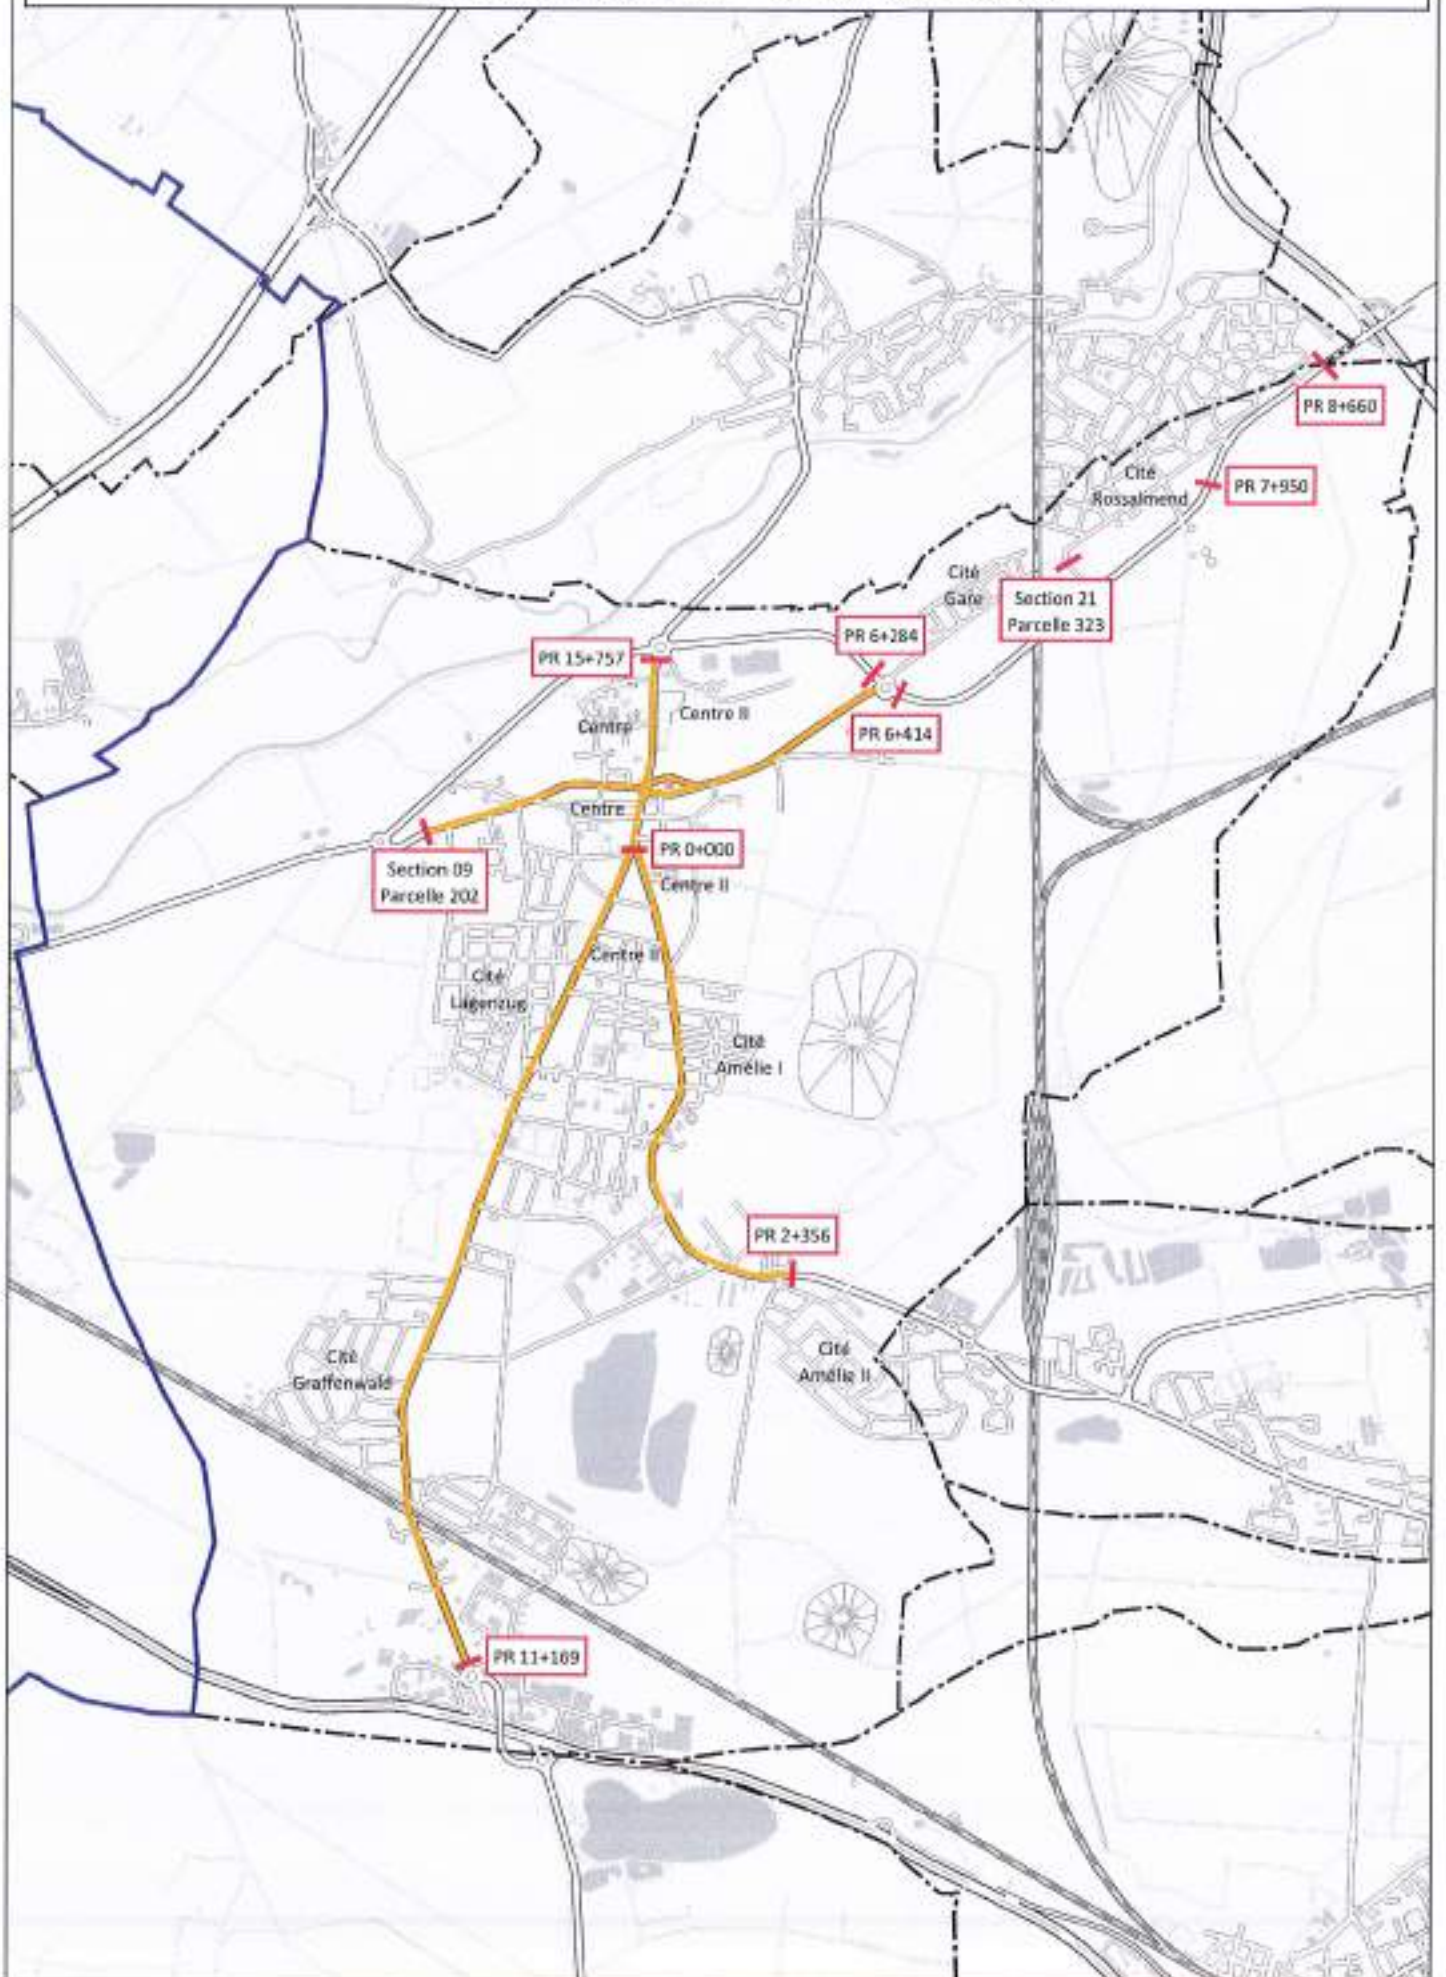 PR 8+660
Cité
Rossalmend
PR 7+950
Cité
Gare
Section 21
Parcelle 323
PR 6+284
PR 15+757
Centre
Centre II
PR 6+414
Centre
PR 0+000
Section 09
Parcelle 202
Centre II
Centre II
Cité
Lagenzug
Cité
Amélie I
PR 2+356
Cité
Graffenwald
Cité
Amélie II
PR 11+169